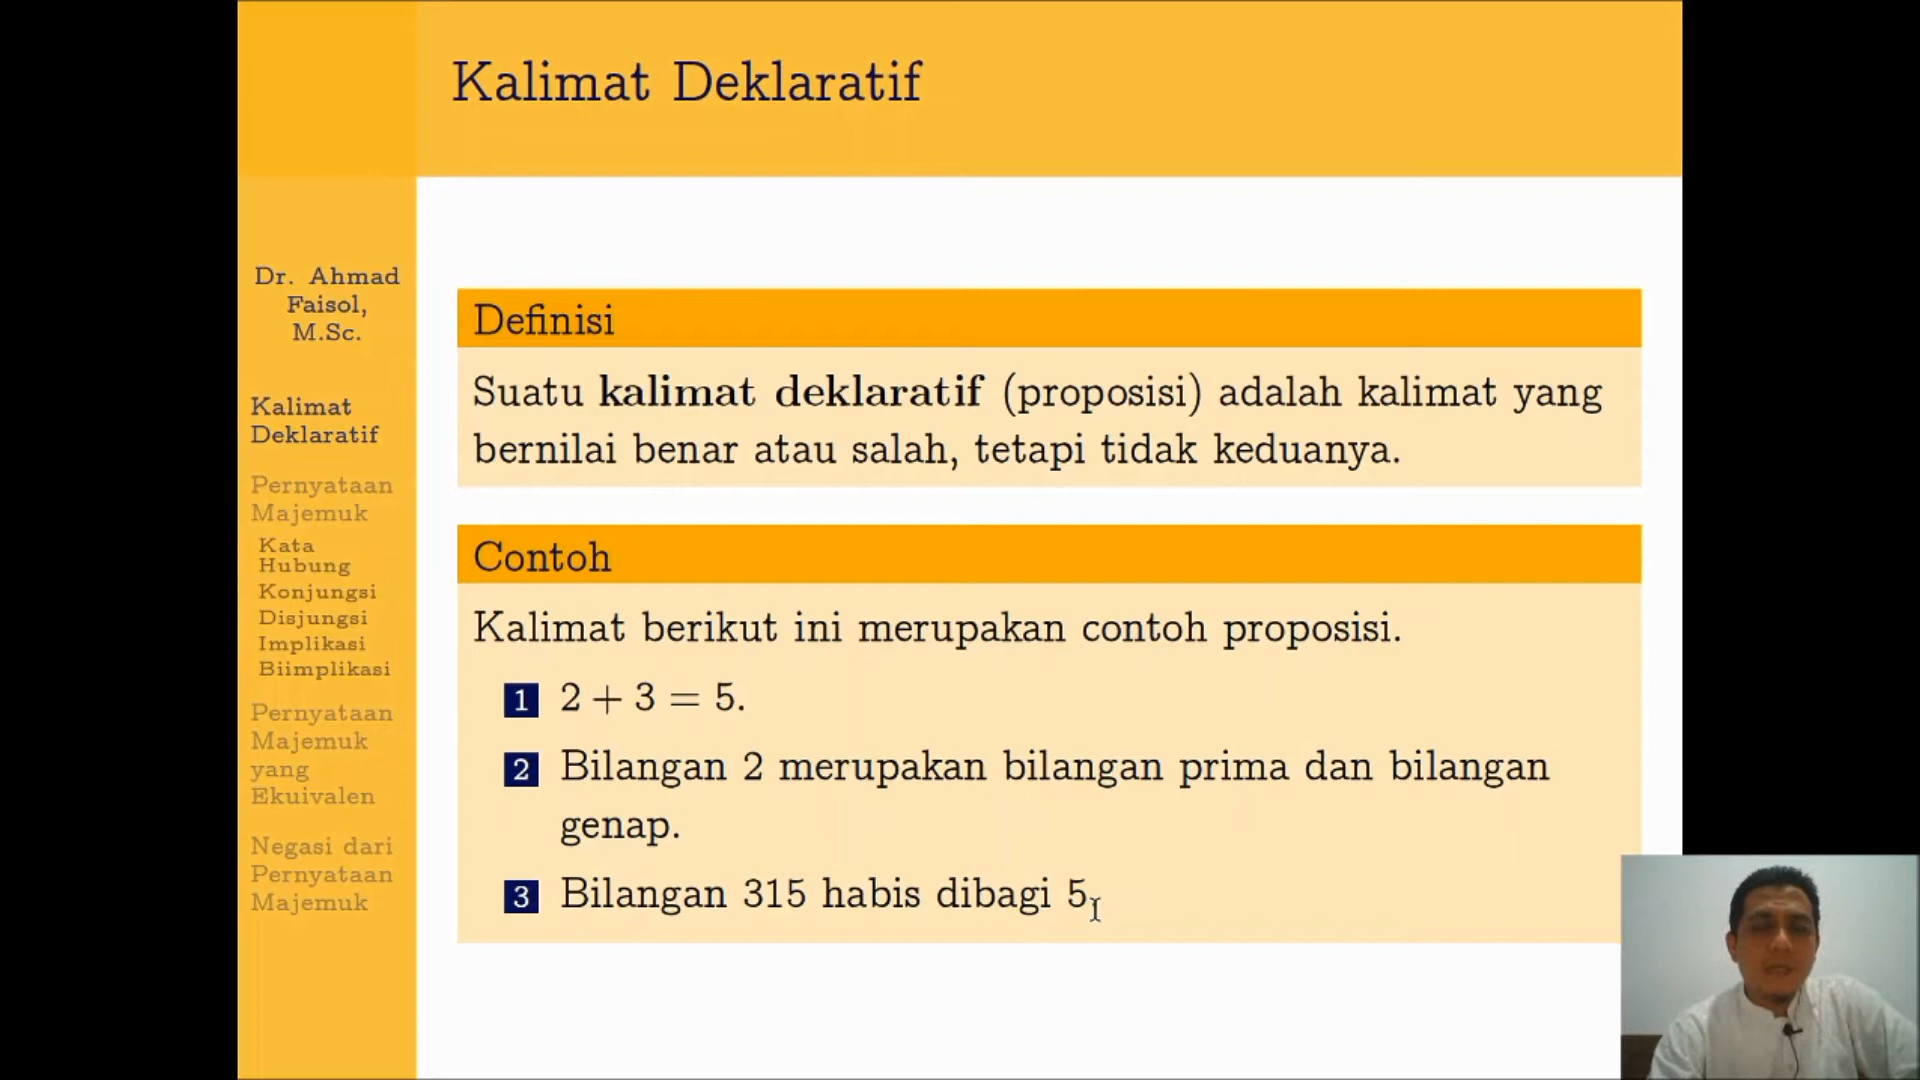 Kalimat Deklaratif
Dr. Ahmad
Faisol,
M.Sc.
Kalimat
Deklaratif
Pernyataan
Majemuk
Kata
Hubung
Konjungsi
Disjungsi
Implikasi
Biimplikasi
Pernyataan
Majemuk
yang
Ekuivalen
Negasi dari
Pernyataan
Majemuk
Definisi
Suatu kalimat deklaratif (proposisi) adalah kalimat yang
bernilai benar atau salah, tetapi tidak keduanya.
Contoh
Kalimat berikut ini merupakan contoh proposisi.
1 2 + 3 = 5.
2 Bilangan 2 merupakan bilangan prima dan bilangan
genap.
3 Bilangan 315 habis dibagi 5.